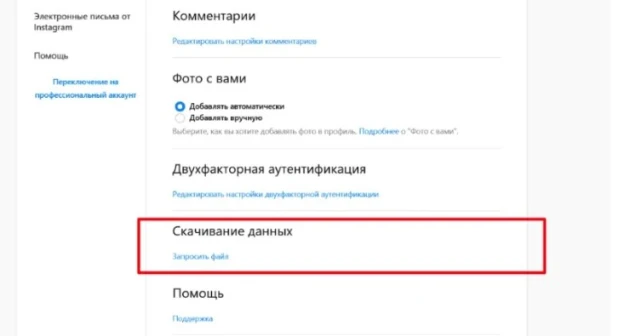 Электронные письма от
Instagram
Помощь
Переключение на
профессиональный аккаунт
Комментарии
Редактировать настройки комментариев
Фото с вами
Добавлять автоматически
Добавлять вручную
Выберите, как вы хотите добавлять фото в профиль. Подробнее о "Фото с вами".
Двухфакторная аутентификация
Редактировать настройки двухфакторной аутентификации
Скачивание данных
Запросить файл
Помощь
Поддержка